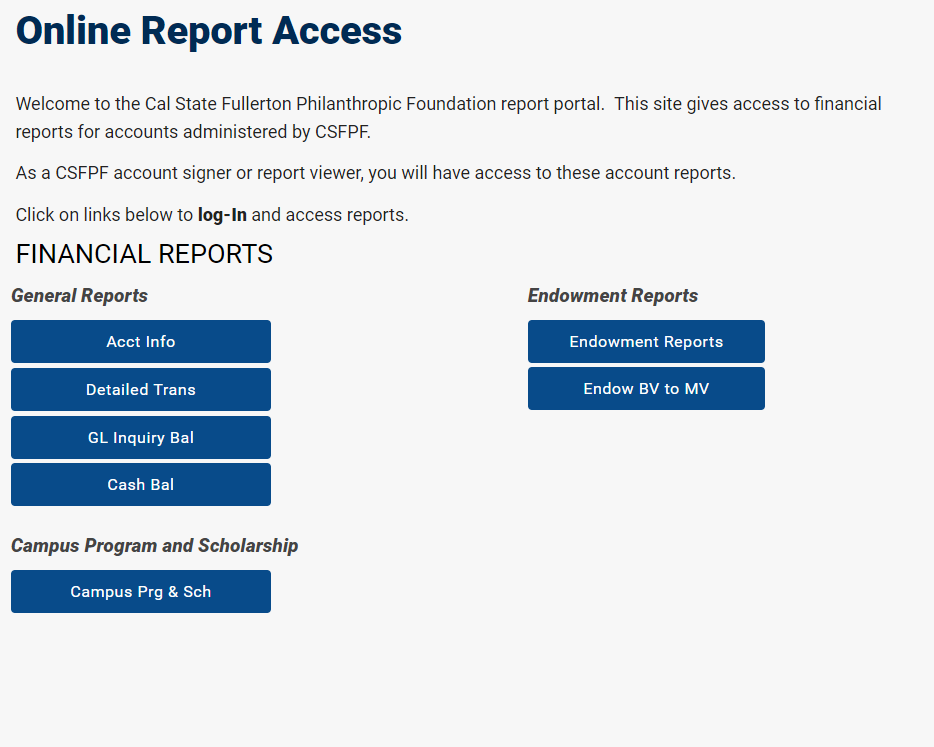 Online Report Access
Welcome to the Cal State Fullerton Philanthropic Foundation report portal.  This site gives access to financial
reports for accounts administered by CSFPF.
As a CSFPF account signer or report viewer, you will have access to these account reports.
Click on links below to log-In and access reports.
FINANCIAL REPORTS
General Reports
Acct Info
Detailed Trans
GL Inquiry Bal
Cash Bal
Campus Program and Scholarship
Campus Prg & Sch
Endowment Reports
Endowment Reports
Endow BV to MV